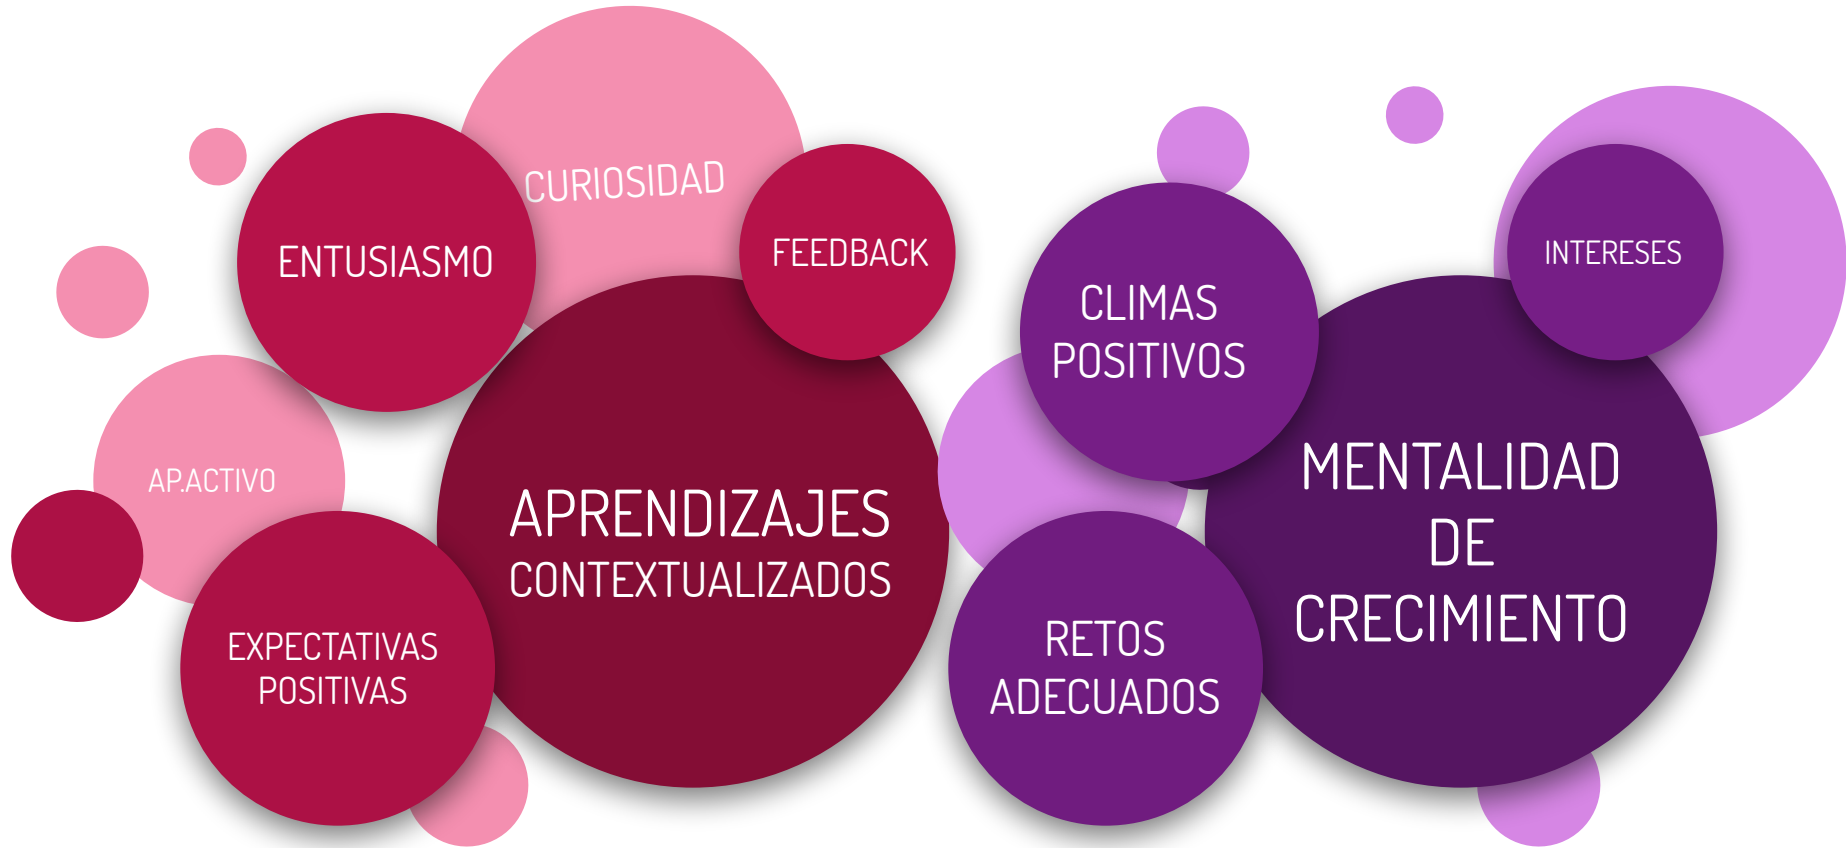 CURIOSIDAD
ENTUSIASMO
FEEDBACK
AP.ACTIVO
APRENDIZAJES
CONTEXTUALIZADOS
EXPECTATIVAS
POSITIVAS
CLIMAS
POSITIVOS
INTERESES
MENTALIDAD
DE
CRECIMIENTO
RETOS
ADECUADOS